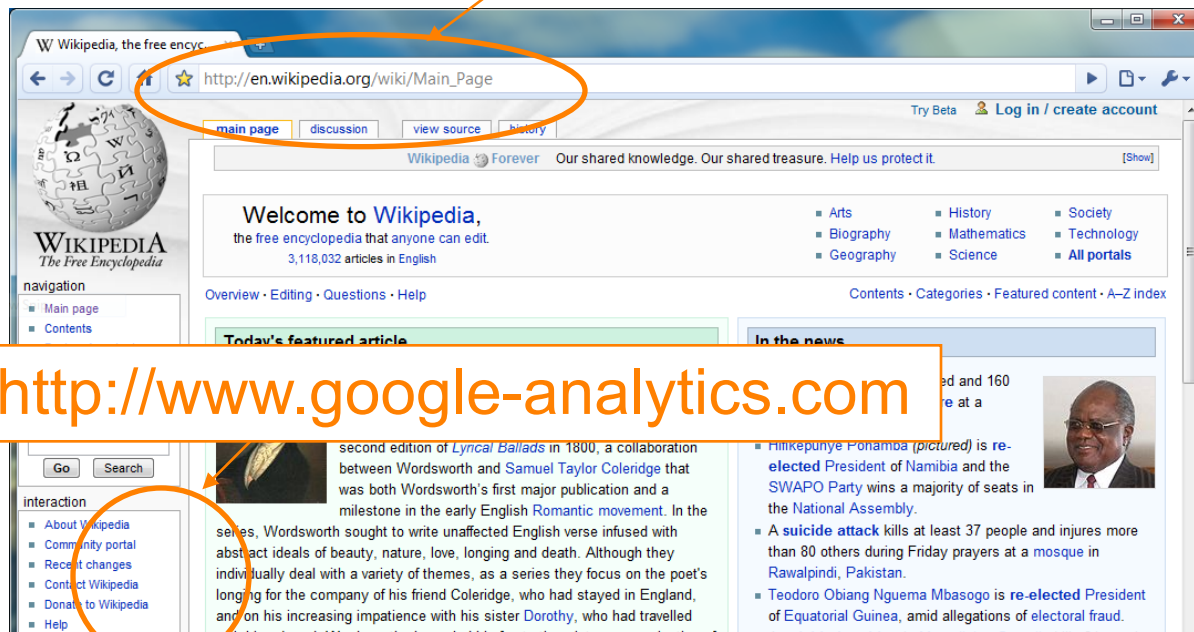 Wikipedia, the free ency
http://en.wikipedia.org/wiki/Main_Page
Try Beta Log in / create account
main page discussion view source history
Wikipedia Forever Our shared knowledge. Our shared treasure. Help us protect it. [Show]
WIKIPEDIA
The Free Encyclopedia
Welcome to Wikipedia,
the free encyclopedia that anyone can edit.
3,118,032 articles in English
Arts History Society
Biography Mathematics Technology
Geography Science All portals
Overview · Editing · Questions · Help
Contents · Categories · Featured content · A–Z index
navigation
Main page
Contents
Today's featured article
In the news
http://www.google-analytics.com
Go Search
interaction
About Wikipedia
Community portal
Recent changes
Contact Wikipedia
Donate to Wikipedia
Help
second edition of Lyrical Ballads in 1800, a collaboration
between Wordsworth and Samuel Taylor Coleridge that
was both Wordsworth's first major publication and a
milestone in the early English Romantic movement. In the
series, Wordsworth sought to write unaffected English verse infused with
abstract ideals of beauty, nature, love, longing and death. Although they
individually deal with a variety of themes, as a series they focus on the poet's
longing for the company of his friend Coleridge, who had stayed in England,
and on his increasing impatience with his sister Dorothy, who had travelled
ed and 160
re at a
Hifikepunye Pohamba (pictured) is re-
elected President of Namibia and the
SWAPO Party wins a majority of seats in
the National Assembly.
A suicide attack kills at least 37 people and injures more
than 80 others during Friday prayers at a mosque in
Rawalpindi, Pakistan.
Teodoro Obiang Nguema Mbasogo is re-elected President
of Equatorial Guinea, amid allegations of electoral fraud.